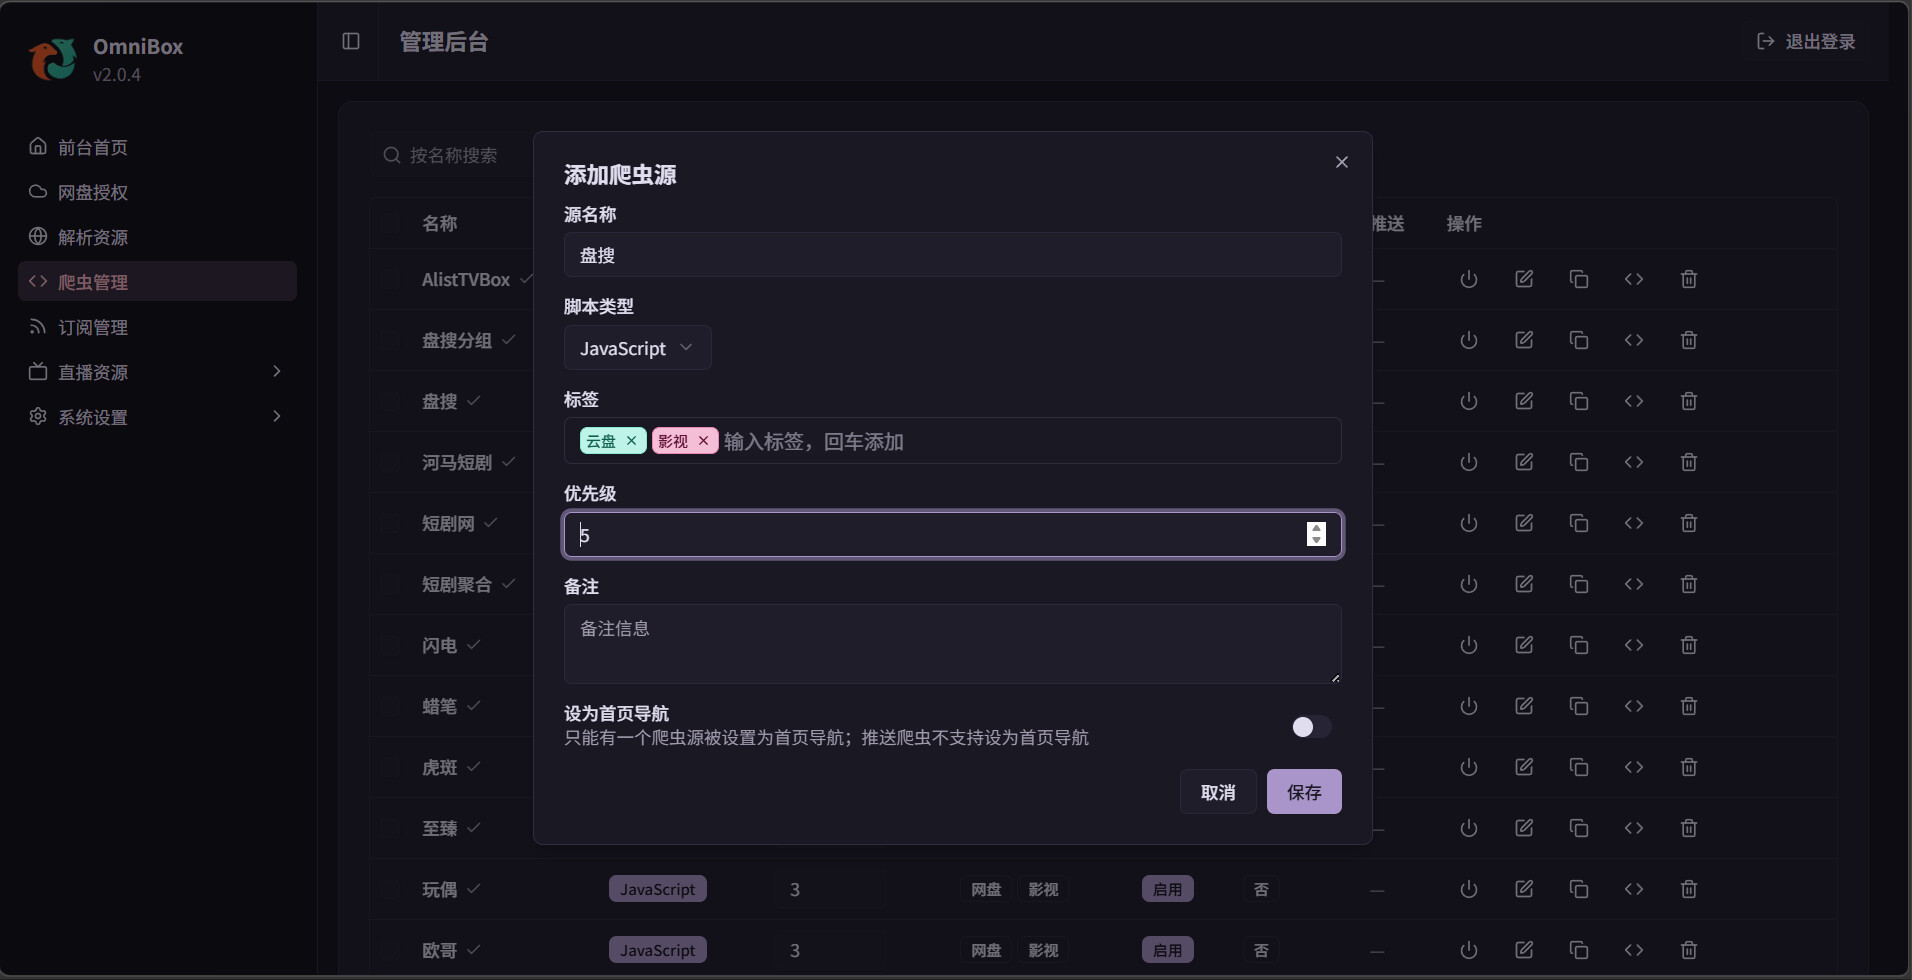 OmniBox
v2.0.4
管理后台
退出登录
前台首页
网盘授权
解析资源
爬虫管理
订阅管理
直播资源
系统设置
按名称搜索
名称
推送
操作
AlistTVBox
盘搜分组
盘搜
河马短剧
短剧网
短剧聚合
闪电
蜡笔
虎斑
至臻
玩偶 JavaScript 3 网盘 影视 启用 否 —
欧哥 JavaScript 3 网盘 影视 启用 否 —
添加爬虫源
源名称
盘搜
脚本类型
JavaScript
标签
云盘 × 影视 × 输入标签，回车添加
优先级
5
备注
备注信息
设为首页导航
只能有一个爬虫源被设置为首页导航；推送爬虫不支持设为首页导航
取消
保存